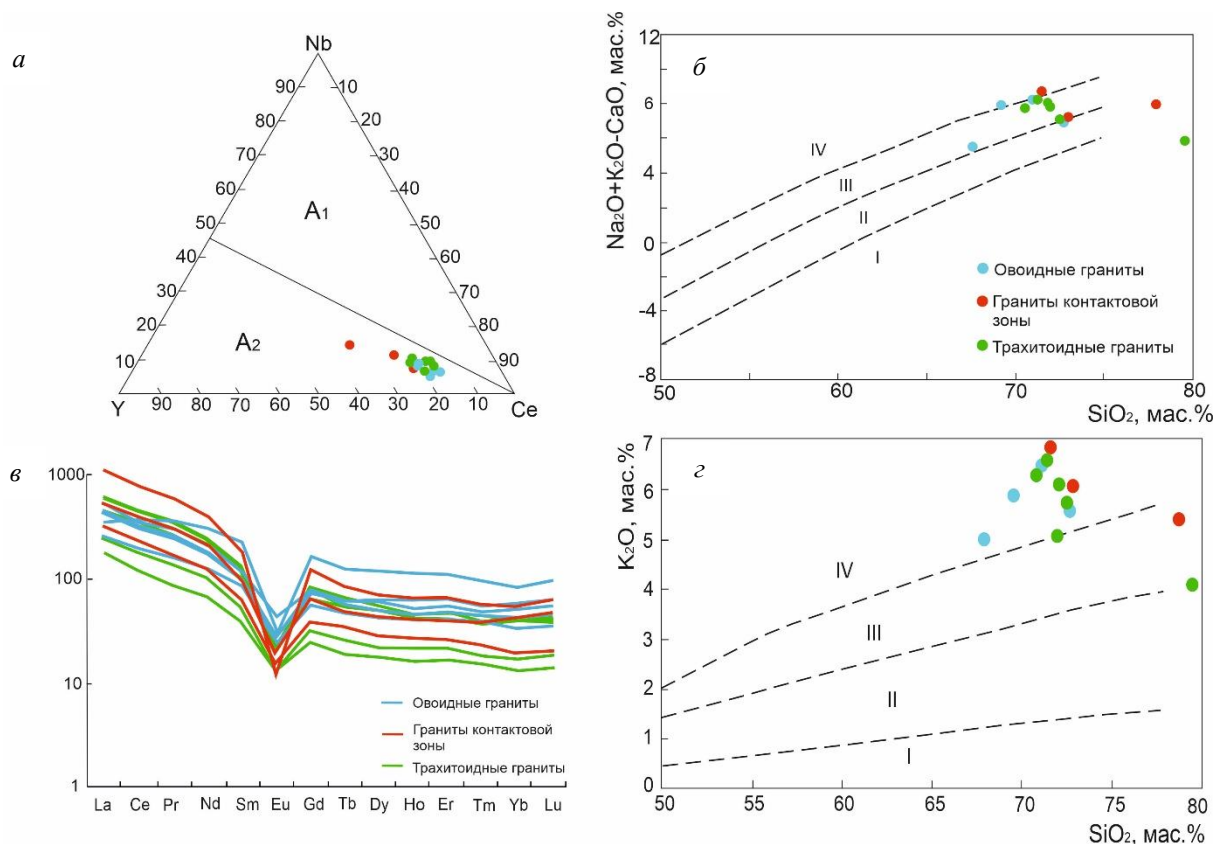 а
Nb
90
10
80
20
70
30
60
40
A1
50
50
40
60
30
70
20
A2
80
10
90
Y
90
80
70
60
50
40
30
20
10
Ce
б
Na2O+K2O-CaO, мас.%
12
8
6
4
0
-4
-8
IV
III
II
I
Овоидные граниты
Граниты контактовой
зоны
Трахитоидные граниты
50
60
70
80
SiO2, мас.%
в
1000
100
10
1
Овоидные граниты
Граниты контактовой
зоны
Трахитоидные граниты
La Ce Pr Nd Sm Eu Gd Tb Dy Ho Er Tm Yb Lu
г
K2O, мас.%
7
6
5
4
3
2
1
0
IV
III
II
I
50
60
65
70
75
80
SiO2, мас.%